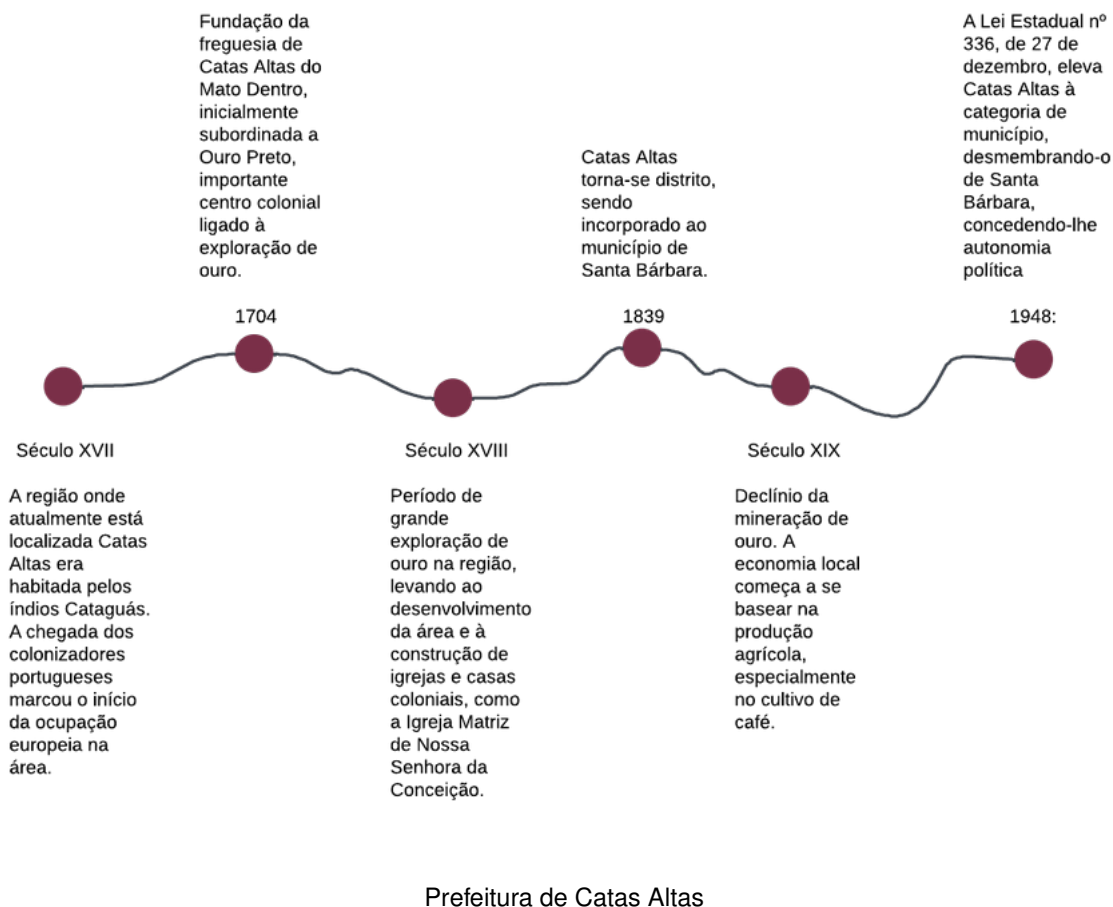 Fundação da
freguesia de
Catas Altas do
Mato Dentro,
inicialmente
subordinada a
Ouro Preto,
importante
centro colonial
ligado à
exploração de
ouro.
1704
Catas Altas
torna-se distrito,
sendo
incorporado ao
município de
Santa Bárbara.
1839
A Lei Estadual nº
336, de 27 de
dezembro, eleva
Catas Altas à
categoria de
município,
desmembrando-o
de Santa
Bárbara,
concedendo-lhe
autonomia
política
1948:
Século XVII
A região onde
atualmente está
localizada Catas
Altas era
habitada pelos
índios Cataguás.
A chegada dos
colonizadores
portugueses
marcou o início
da ocupação
europeia na
área.
Século XVIII
Período de
grande
exploração de
ouro na região,
levando ao
desenvolvimento
da área e à
construção de
igrejas e casas
coloniais, como
a Igreja Matriz
de Nossa
Senhora da
Conceição.
Século XIX
Declínio da
mineração de
ouro. A
economia local
começa a se
basear na
produção
agrícola,
especialmente
no cultivo de
café.
Prefeitura de Catas Altas